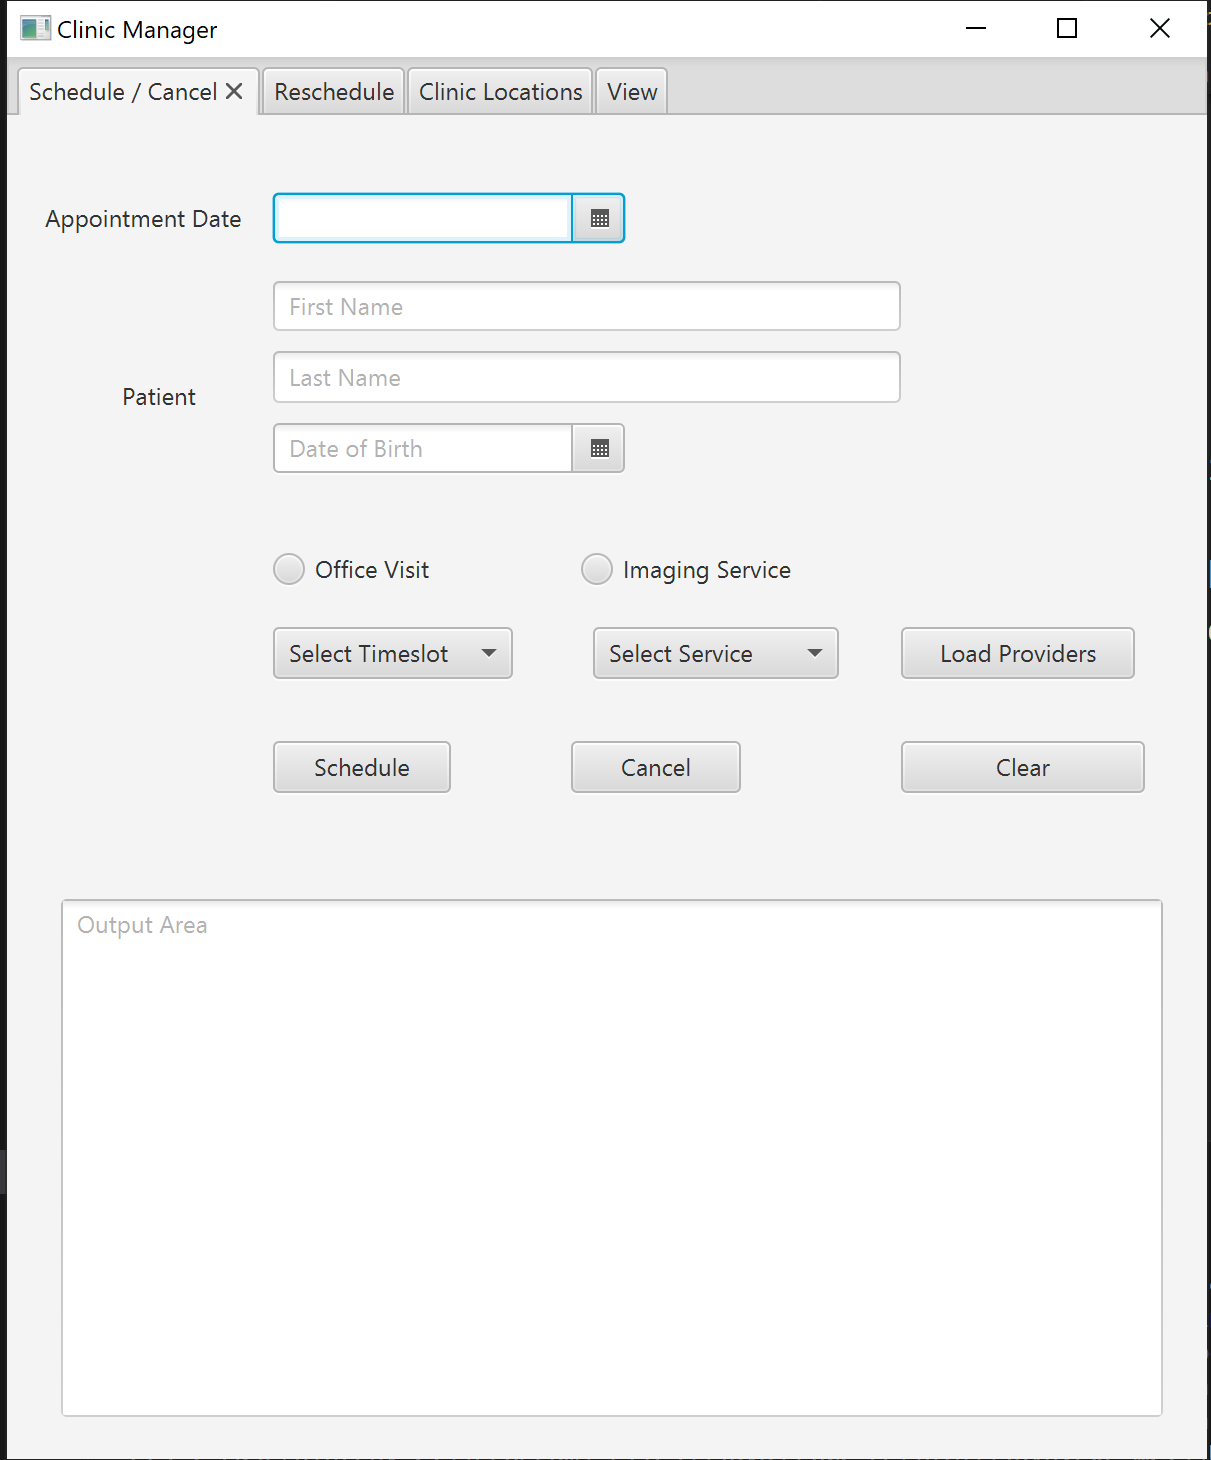 Clinic Manager
Schedule / Cancel Reschedule Clinic Locations View
Appointment Date
First Name
Last Name
Patient
Date of Birth
Office Visit Imaging Service
Select Timeslot Select Service Load Providers
Schedule Cancel Clear
Output Area